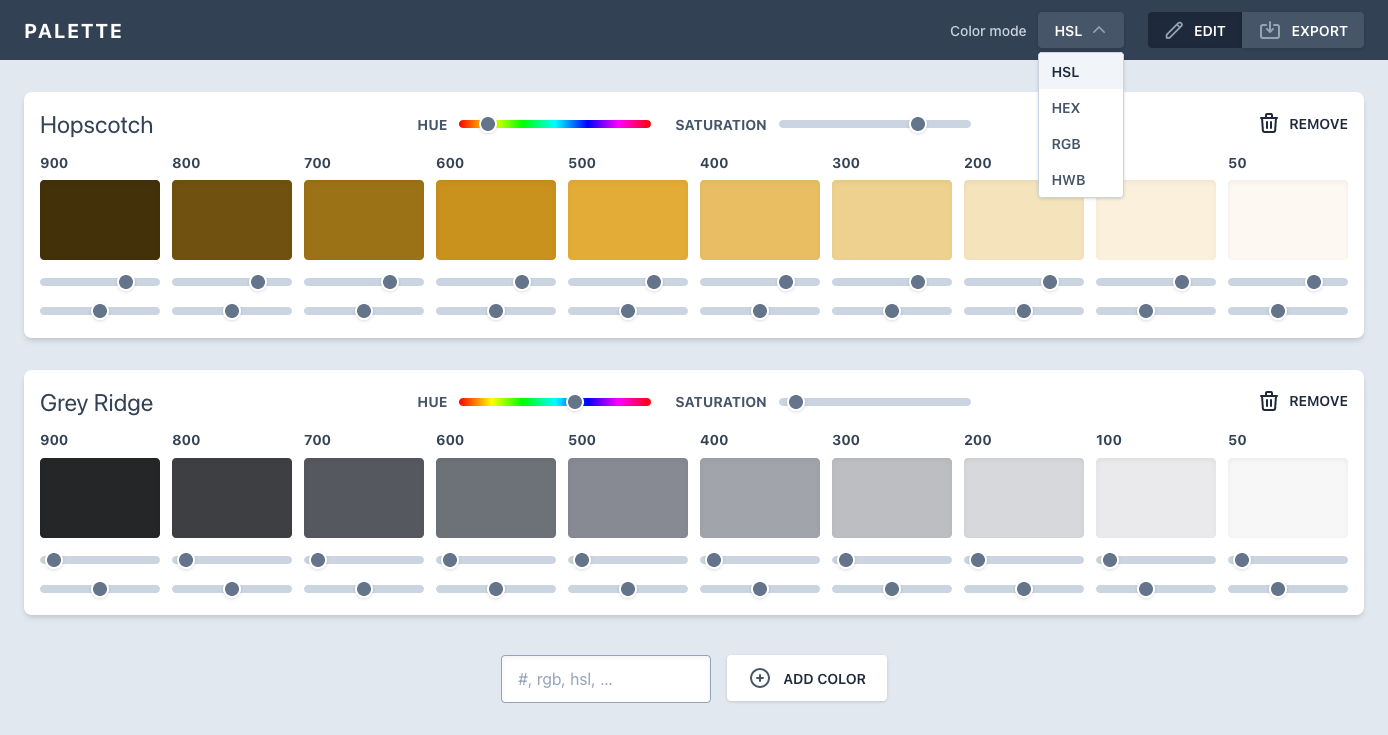 PALETTE
Color mode HSL EDIT EXPORT
HSL
HEX
RGB
HWB
Hopscotch HUE SATURATION REMOVE
900 800 700 600 500 400 300 200 50
Grey Ridge HUE SATURATION REMOVE
900 800 700 600 500 400 300 200 100 50
#, rgb, hsl, ... ADD COLOR